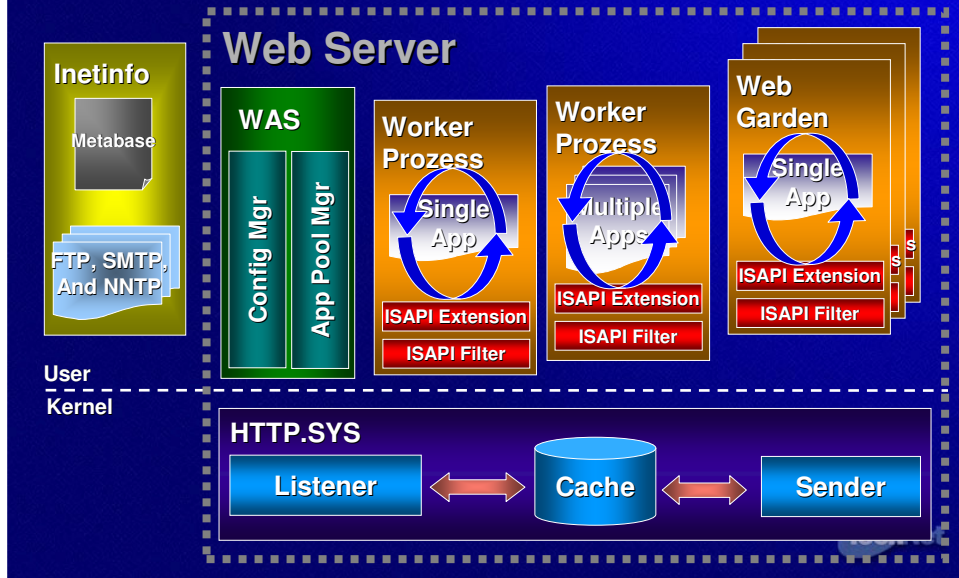 Web Server
Inetinfo
Metabase
FTP, SMTP,
And NNTP
WAS
Config Mgr
App Pool Mgr
Worker
Prozess
Single
App
ISAPI Extension
ISAPI Filter
Worker
Prozess
Multiple
Apps
ISAPI Extension
ISAPI Filter
Web
Garden
Single
App
ISAPI Extension
ISAPI Filter
User
Kernel
HTTP.SYS
Listener
Cache
Sender